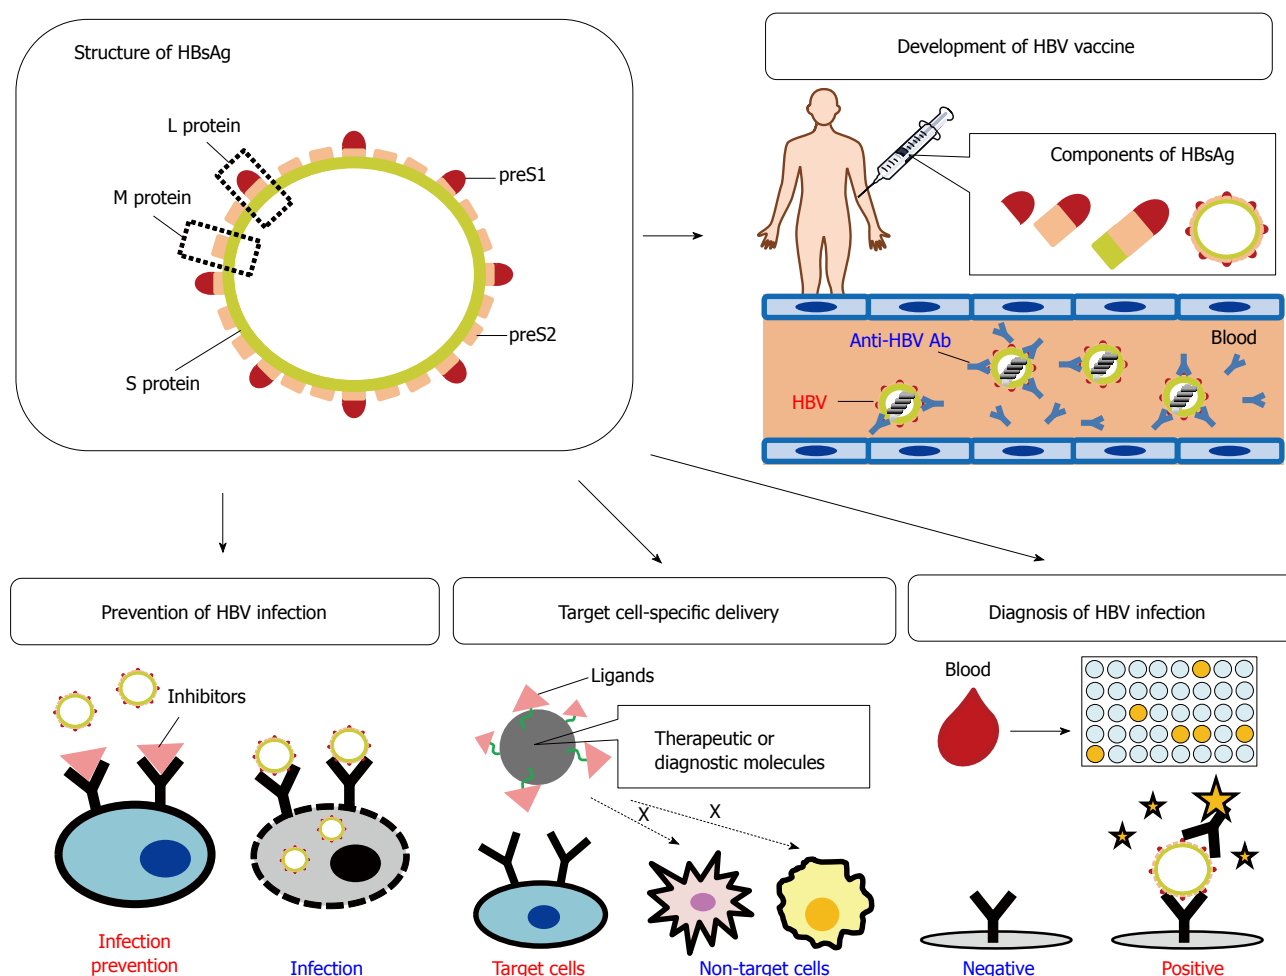 Structure of HBsAg
L protein
M protein
preS1
preS2
S protein
Development of HBV vaccine
Components of HBsAg
Anti-HBV Ab
Blood
HBV
Prevention of HBV infection
Inhibitors
Infection
prevention
Infection
Target cell-specific delivery
Ligands
Therapeutic or
diagnostic molecules
X
X
Target cells
Non-target cells
Diagnosis of HBV infection
Blood
Negative
Positive